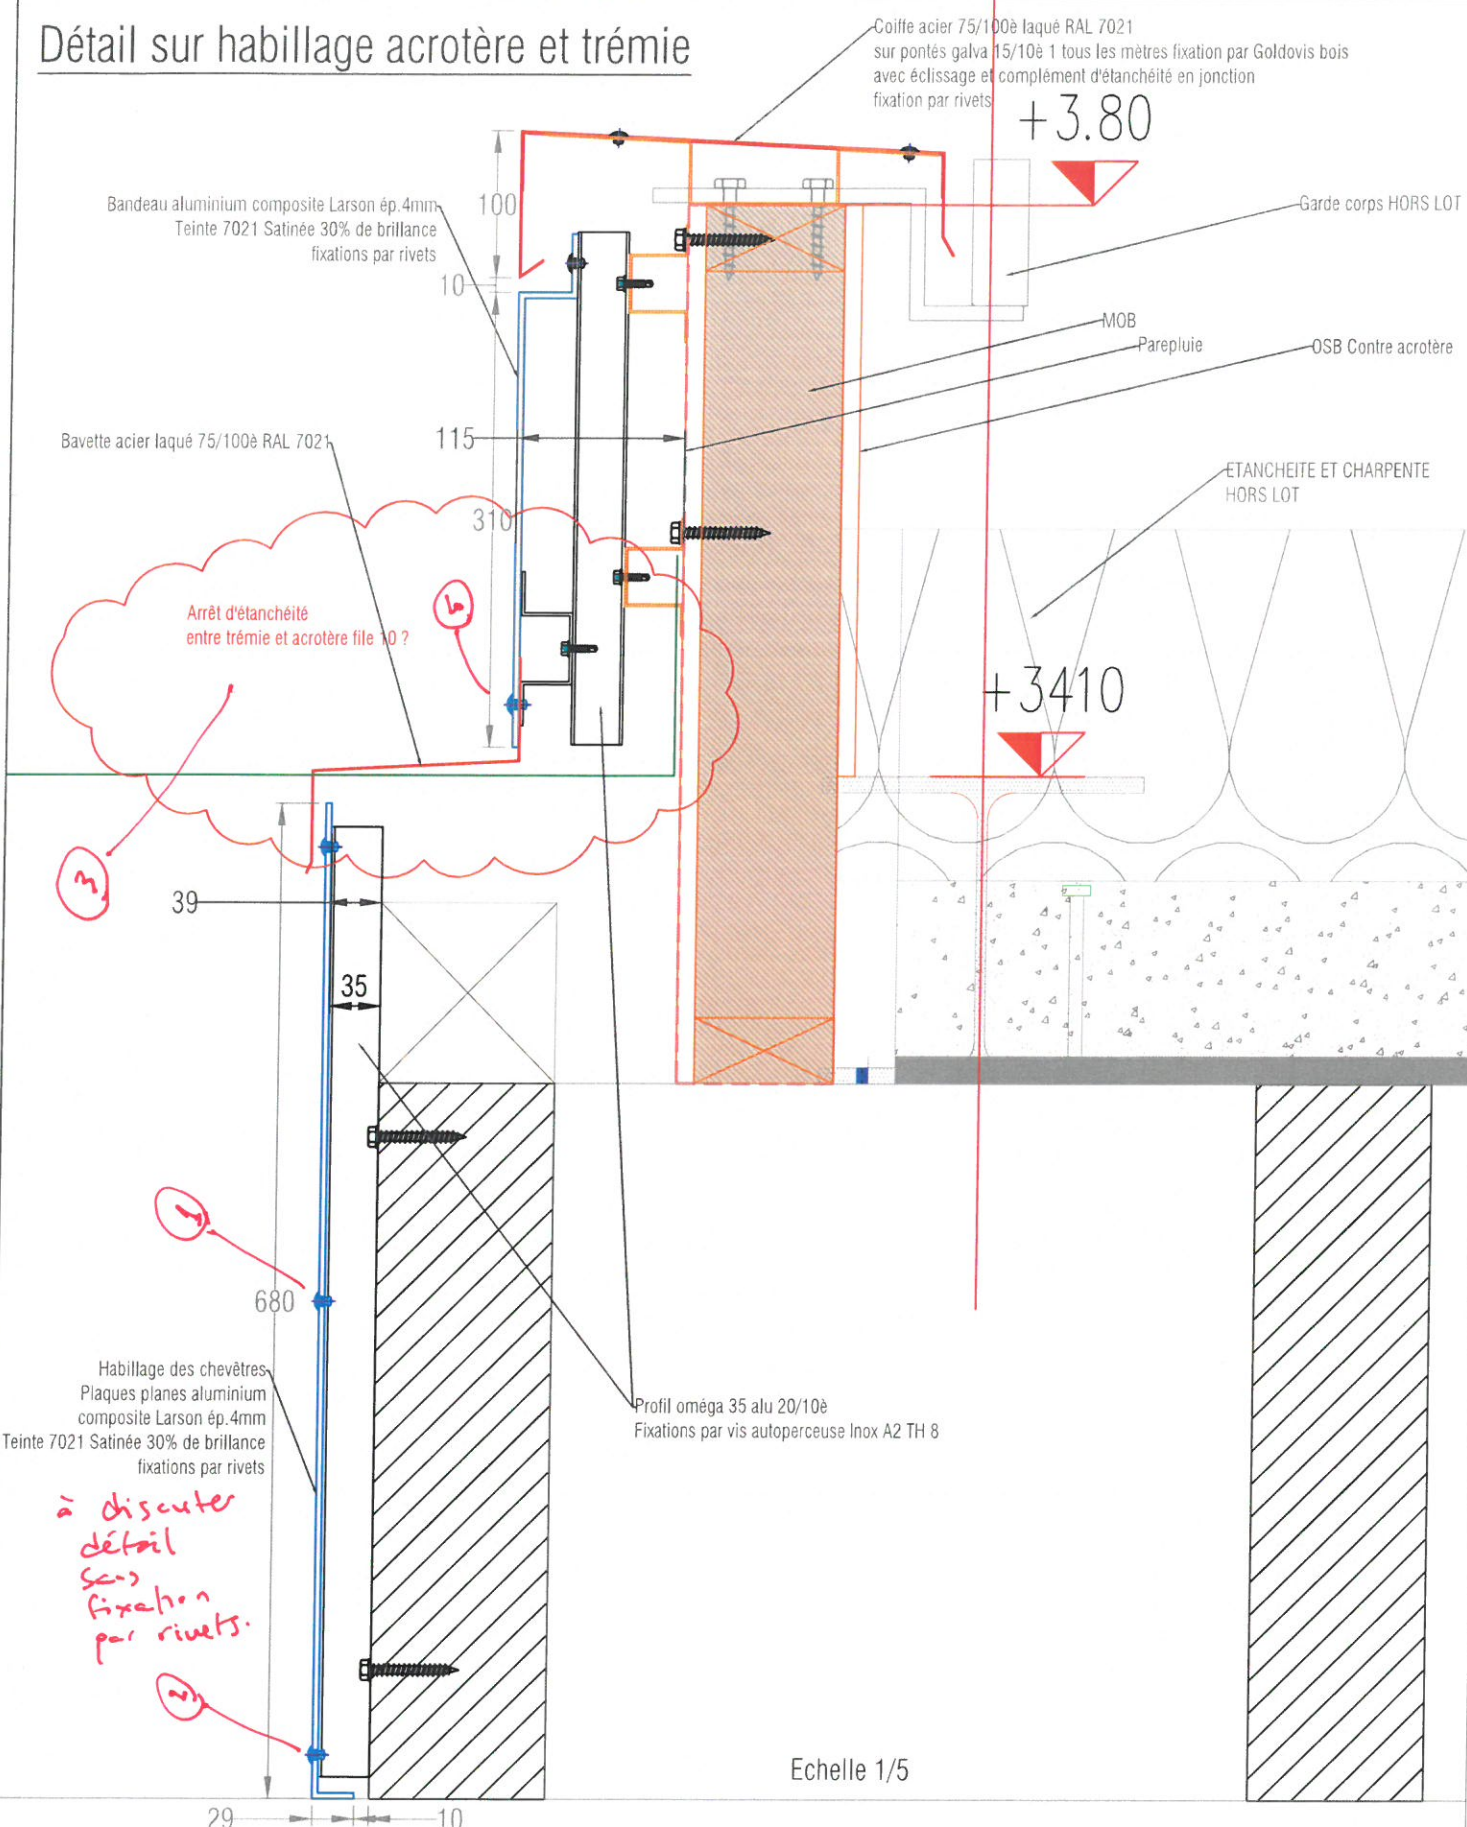 Détail sur habillage acrotère et trémie
Coiffe acier 75/100è laqué RAL 7021
sur pontés galva 15/10è 1 tous les mètres fixation par Goldovis bois
avec éclissage et complément d'étanchéité en jonction
fixation par rivets
+3.80
Bandeau aluminium composite Larson ép.4mm
Teinte 7021 Satinée 30% de brillance
fixations par rivets
100
10
Garde corps HORS LOT
MOB
Parepluie
OSB Contre acrotère
Bavette acier laqué 75/100è RAL 7021
115
ETANCHEITE ET CHARPENTE
HORS LOT
310
Arrêt d'étanchéité
entre trémie et acrotère file 10 ?
+3410
3
39
35
1
680
Habillage des chevêtres
Plaques planes aluminium
composite Larson ép.4mm
Teinte 7021 Satinée 30% de brillance
fixations par rivets
Profil oméga 35 alu 20/10è
Fixations par vis autoperceuse Inox A2 TH 8
à discuter
détail
sans
fixation
par rivets.
2
Echelle 1/5
29
10